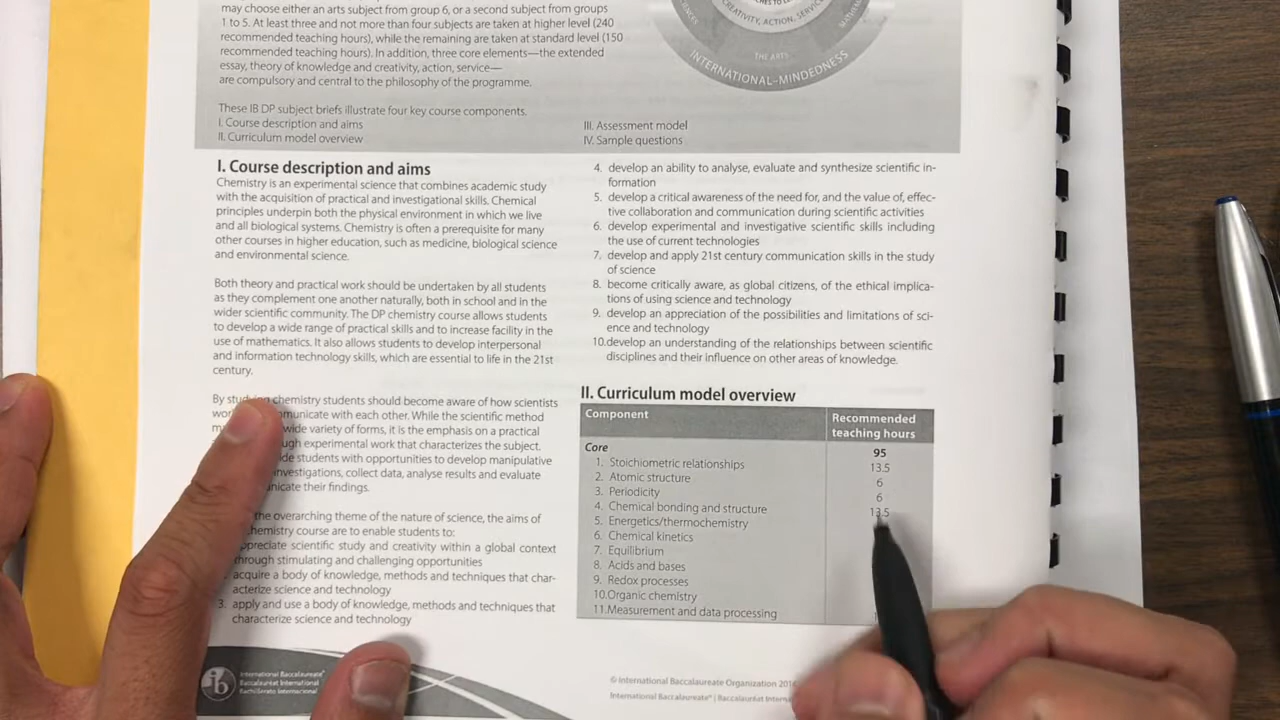 may choose either an arts subject from group 6, or a second subject from groups
1 to 5. At least three and not more than four subjects are taken at higher level (240
recommended teaching hours), while the remaining are taken at standard level (150
recommended teaching hours). In addition, three core elements—the extended
essay, theory of knowledge and creativity, action, service—
are compulsory and central to the philosophy of the programme.
These IB DP subject briefs illustrate four key course components.
I. Course description and aims
II. Curriculum model overview
III. Assessment model
IV. Sample questions
CREATIVITY, ACTION, SERVICE
THE ARTS
INTERNATIONAL-MINDEDNESS
I. Course description and aims
Chemistry is an experimental science that combines academic study
with the acquisition of practical and investigational skills. Chemical
principles underpin both the physical environment in which we live
and all biological systems. Chemistry is often a prerequisite for many
other courses in higher education, such as medicine, biological science
and environmental science.
Both theory and practical work should be undertaken by all students
as they complement one another naturally, both in school and in the
wider scientific community. The DP chemistry course allows students
to develop a wide range of practical skills and to increase facility in the
use of mathematics. It also allows students to develop interpersonal
and information technology skills, which are essential to life in the 21st
century.
By studying chemistry students should become aware of how scientists
municate with each other. While the scientific method
wide variety of forms, it is the emphasis on a practical
ugh experimental work that characterizes the subject.
ide students with opportunities to develop manipulative
investigations, collect data, analyse results and evaluate
nicate their findings.
the overarching theme of the nature of science, the aims of
hemistry course are to enable students to:
preciate scientific study and creativity within a global context
through stimulating and challenging opportunities
acquire a body of knowledge, methods and techniques that char-
acterize science and technology
3. apply and use a body of knowledge, methods and techniques that
characterize science and technology
4. develop an ability to analyse, evaluate and synthesize scientific in-
formation
5. develop a critical awareness of the need for, and the value of, effec-
tive collaboration and communication during scientific activities
6. develop experimental and investigative scientific skills including
the use of current technologies
7. develop and apply 21st century communication skills in the study
of science
8. become critically aware, as global citizens, of the ethical implica-
tions of using science and technology
9. develop an appreciation of the possibilities and limitations of sci-
ence and technology
10.develop an understanding of the relationships between scientific
disciplines and their influence on other areas of knowledge.
II. Curriculum model overview
Component Recommended teaching hours
Core 95
1. Stoichiometric relationships 13.5
2. Atomic structure 6
3. Periodicity 6
4. Chemical bonding and structure 13.5
5. Energetics/thermochemistry
6. Chemical kinetics
7. Equilibrium
8. Acids and bases
9. Redox processes
10.Organic chemistry
11.Measurement and data processing
ib
International Baccalaureate®
Baccalauréat International
Bachillerato Internacional
© International Baccalaureate Organization
International Baccalaureate® | Baccalauréat